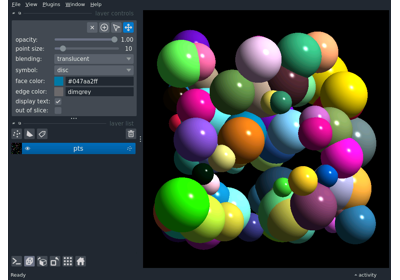 File View Plugins Window Help
layer controls
opacity: 1.00
point size: 10
blending: translucent
symbol: disc
face color: #047aa2ff
edge color: dimgrey
display text:
out of slice:
layer list
pts
Ready
activity